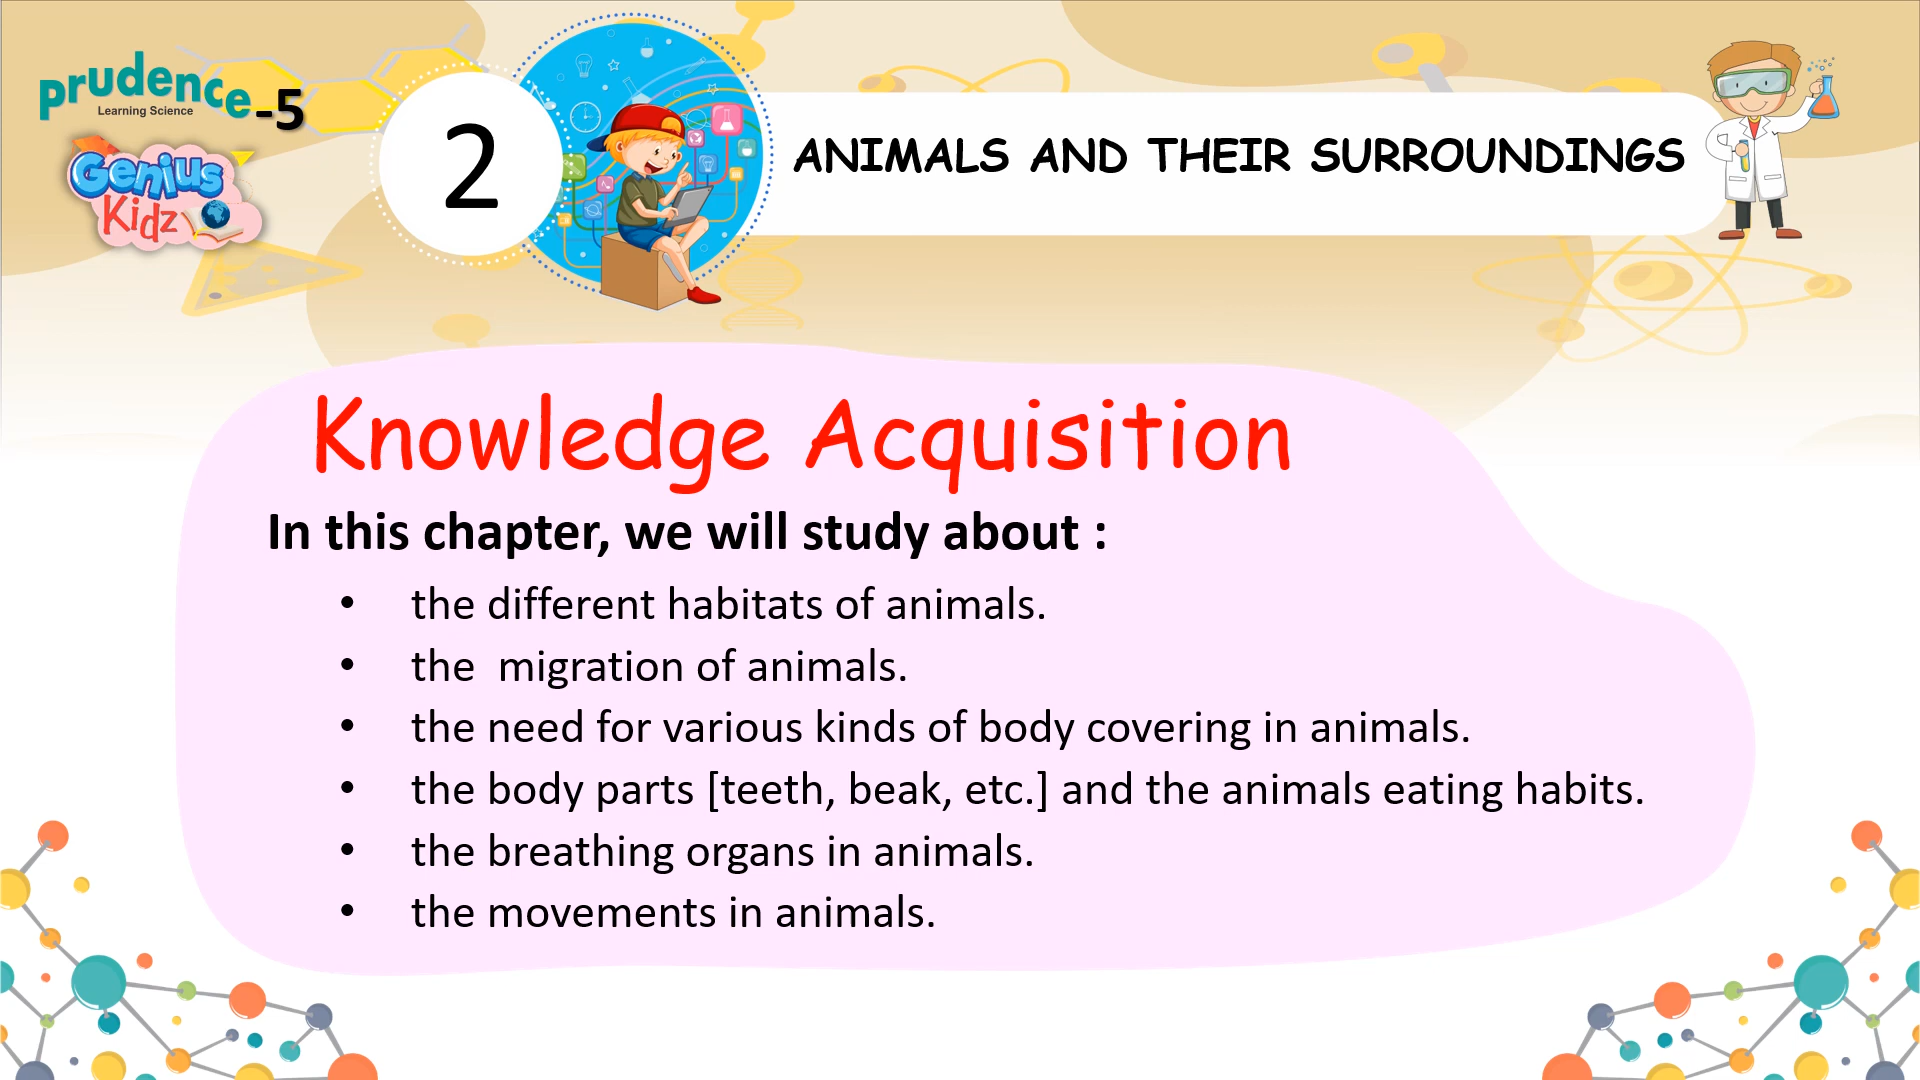 prudence-5
Learning Science
Genius
Kidz
2
ANIMALS AND THEIR SURROUNDINGS
Knowledge Acquisition
In this chapter, we will study about :
• the different habitats of animals.
• the  migration of animals.
• the need for various kinds of body covering in animals.
• the body parts [teeth, beak, etc.] and the animals eating habits.
• the breathing organs in animals.
• the movements in animals.